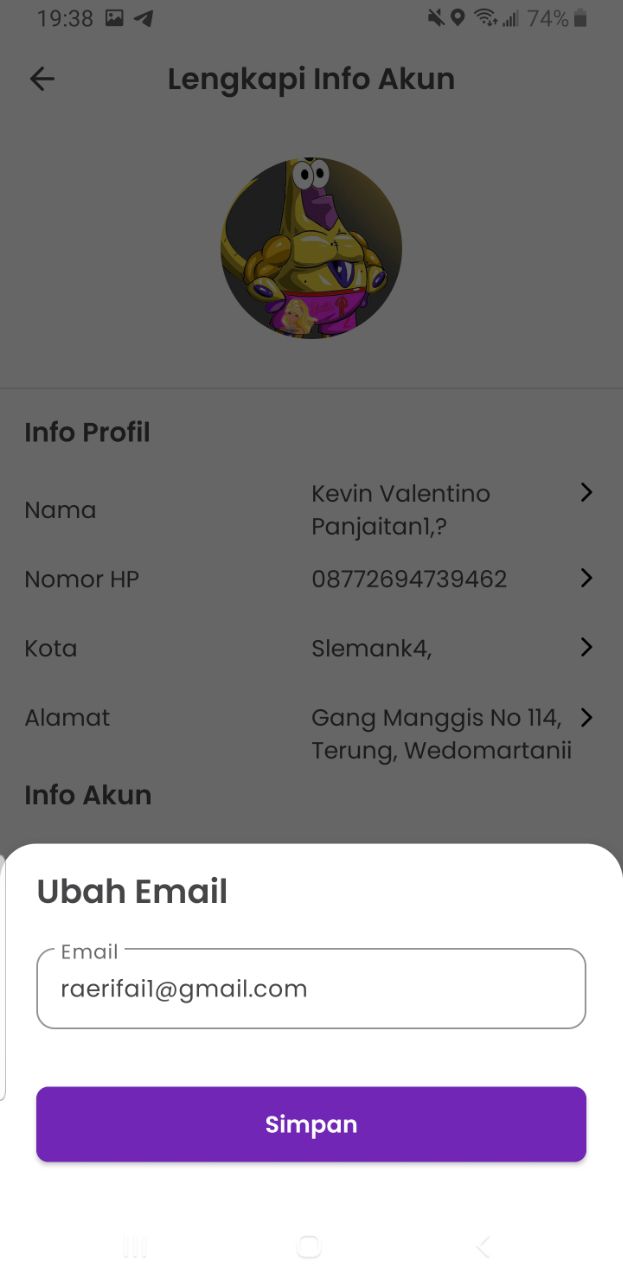 19:38
74%
Lengkapi Info Akun
Info Profil
Nama
Kevin Valentino
Panjaitan1,?
Nomor HP
08772694739462
Kota
Slemank4,
Alamat
Gang Manggis No 114,
Terung, Wedomartanii
Info Akun
Ubah Email
Email
raerifai1@gmail.com
Simpan